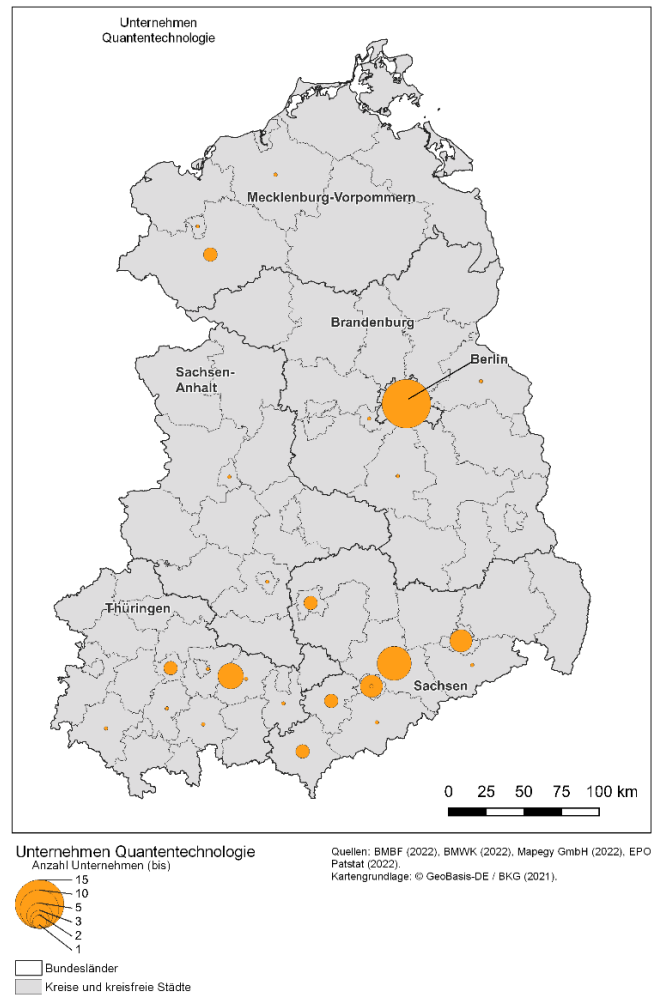 Unternehmen
Quantentechnologie
Mecklenburg-Vorpommern
Brandenburg
Berlin
Sachsen-
Anhalt
Thüringen
Sachsen
0 25 50 75 100 km
Unternehmen Quantentechnologie
Anzahl Unternehmen (bis)
15
10
5
3
2
1
Bundesländer
Kreise und kreisfreie Städte
Quellen: BMBF (2022), BMWK (2022), Mapegy GmbH (2022), EPO
Patstat (2022).
Kartengrundlage: © GeoBasis-DE / BKG (2021).